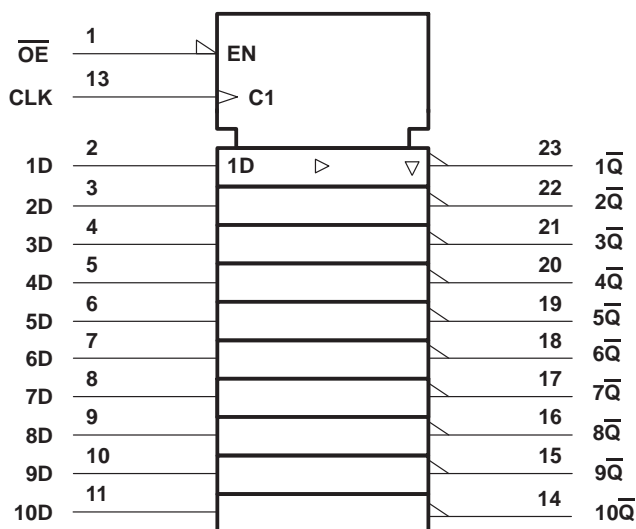 O̅E̅ 1 EN
CLK 13 C1
1D 2 1D 23 1Q̅
2D 3 22 2Q̅
3D 4 21 3Q̅
4D 5 20 4Q̅
5D 6 19 5Q̅
6D 7 18 6Q̅
7D 8 17 7Q̅
8D 9 16 8Q̅
9D 10 15 9Q̅
10D 11 14 10Q̅